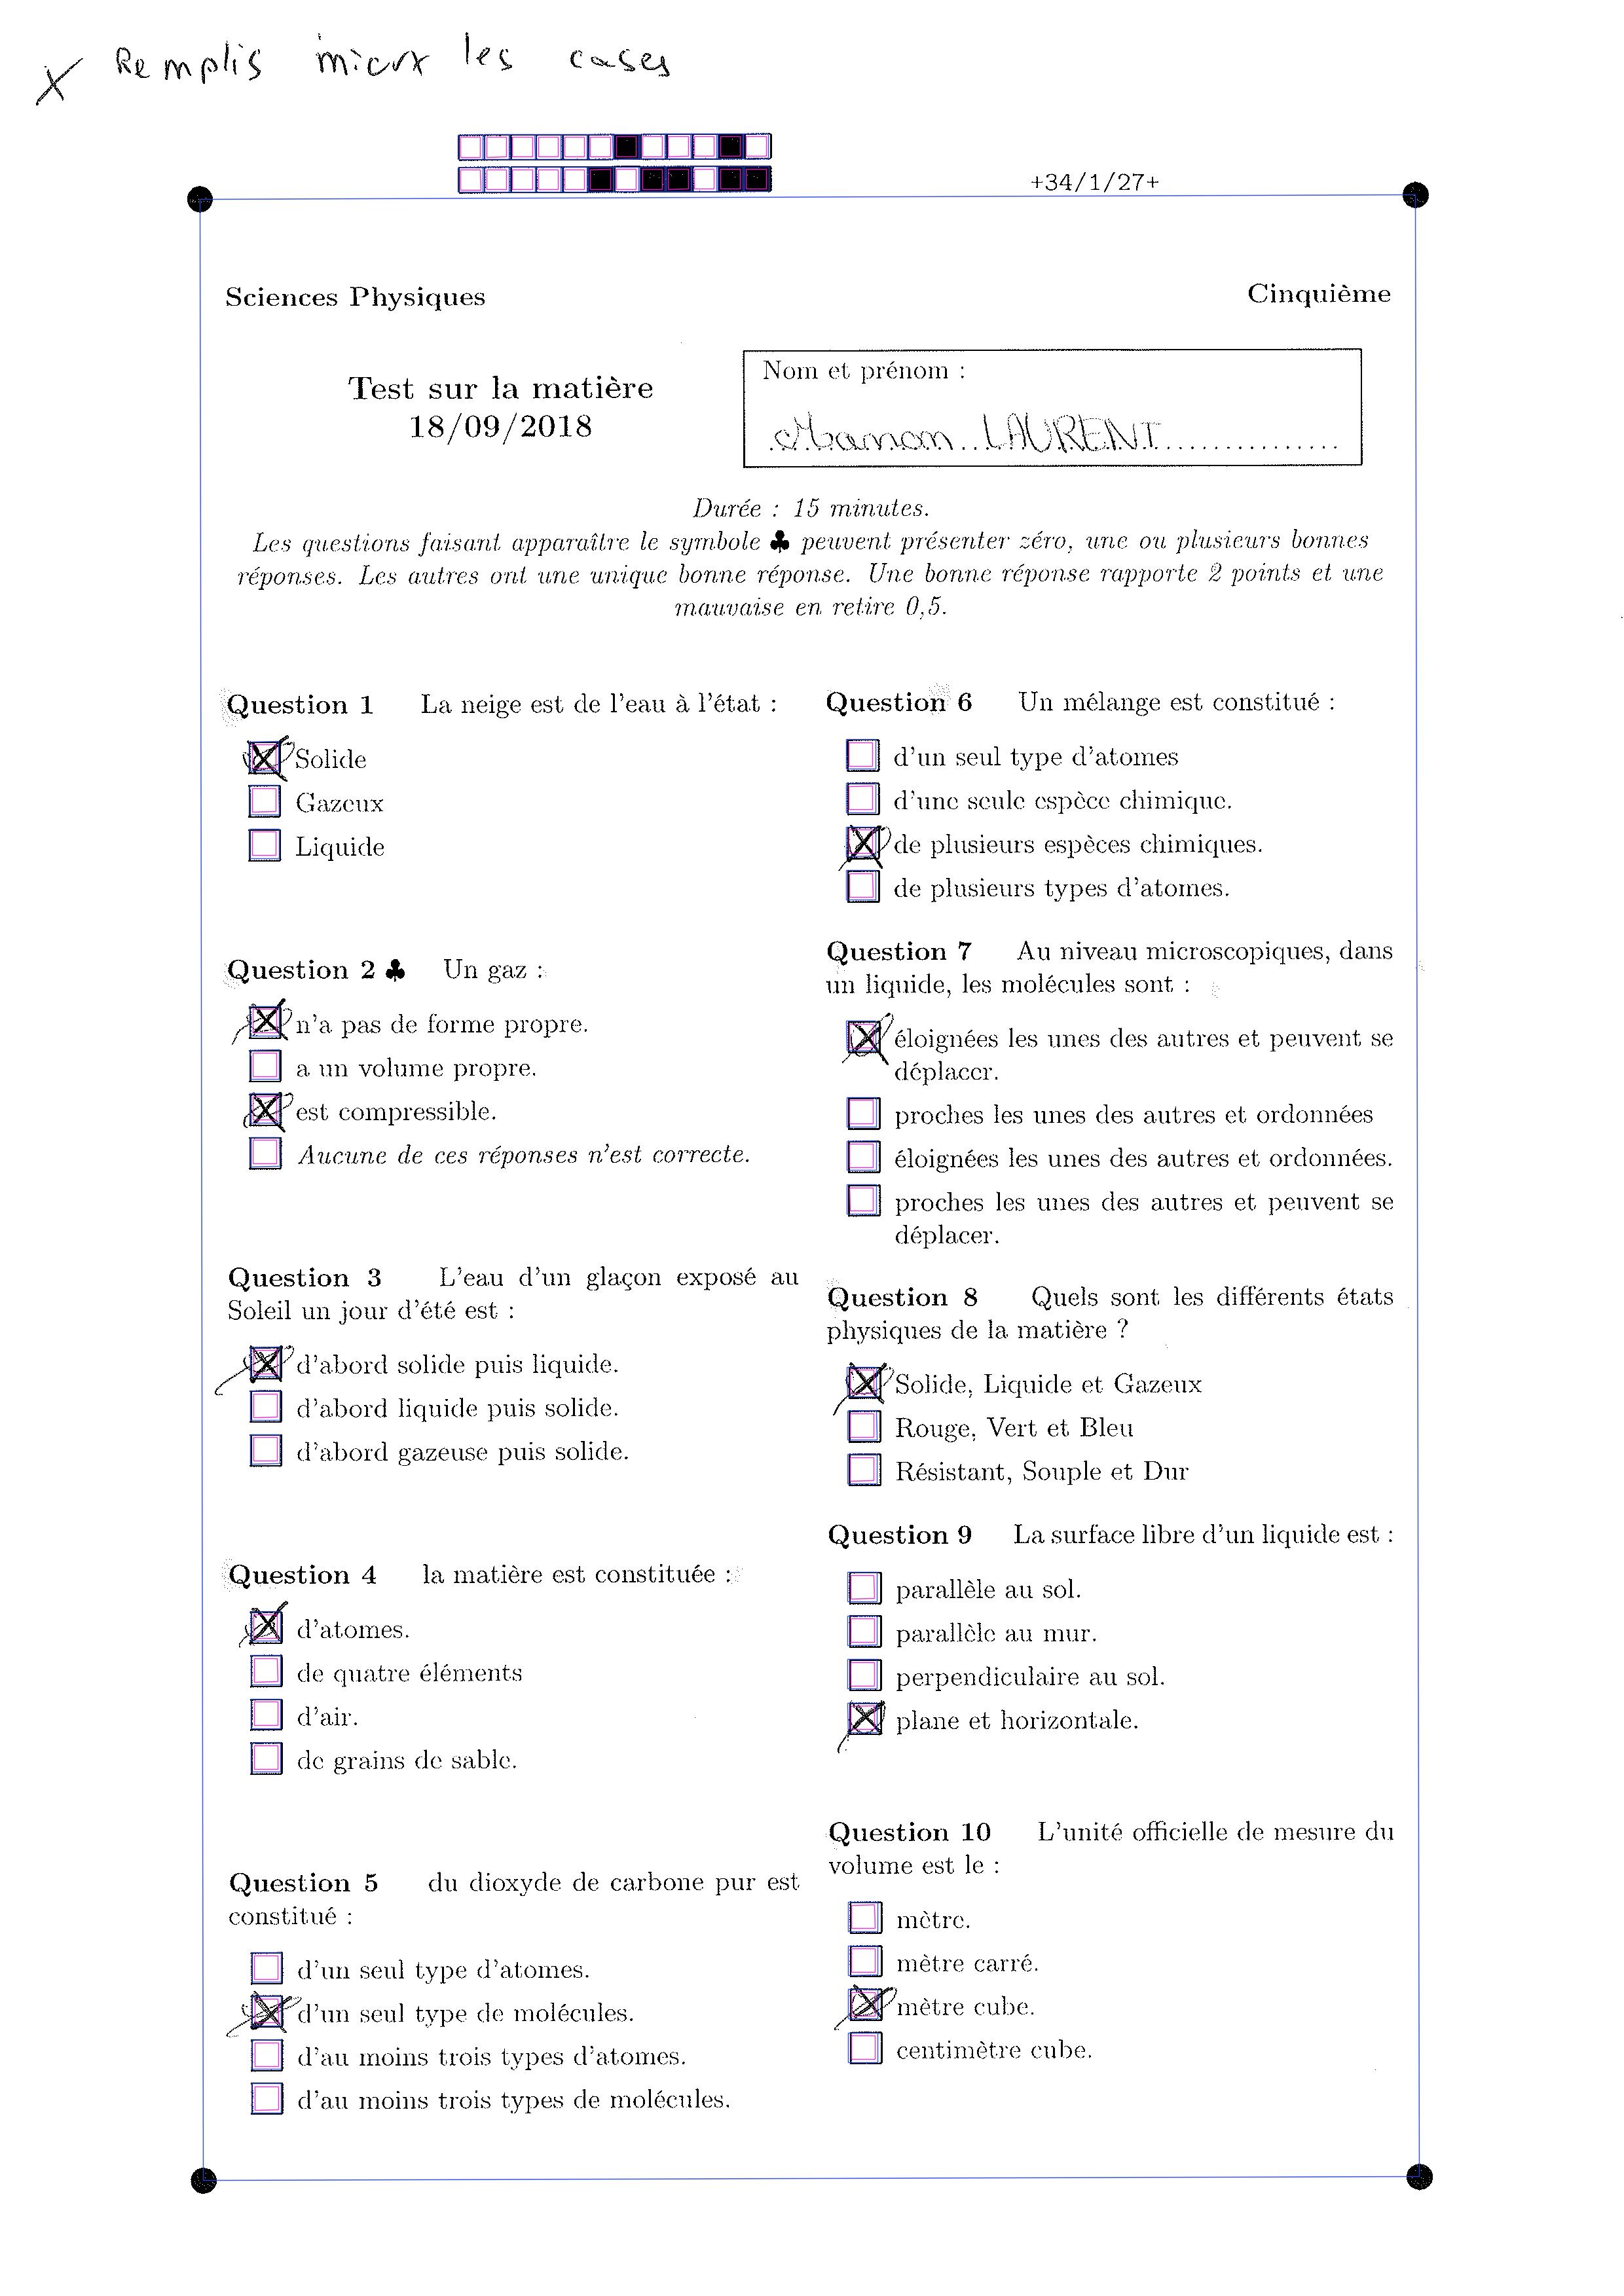 Remplis mieux les cases
+34/1/27+
Sciences Physiques
Cinquième
Test sur la matière
18/09/2018
Nom et prénom :
Manon LAURENT
Durée : 15 minutes.
Les questions faisant apparaître le symbole ♣ peuvent présenter zéro, une ou plusieurs bonnes
réponses. Les autres ont une unique bonne réponse. Une bonne réponse rapporte 2 points et une
mauvaise en retire 0,5.
Question 1 La neige est de l'eau à l'état :
Solide
Gazeux
Liquide
Question 2 ♣ Un gaz :
n'a pas de forme propre.
a un volume propre.
est compressible.
Aucune de ces réponses n'est correcte.
Question 3 L'eau d'un glaçon exposé au
Soleil un jour d'été est :
d'abord solide puis liquide.
d'abord liquide puis solide.
d'abord gazeuse puis solide.
Question 4 la matière est constituée :
d'atomes.
de quatre éléments
d'air.
de grains de sable.
Question 5 du dioxyde de carbone pur est
constitué :
d'un seul type d'atomes.
d'un seul type de molécules.
d'au moins trois types d'atomes.
d'au moins trois types de molécules.
Question 6 Un mélange est constitué :
d'un seul type d'atomes
d'une seule espèce chimique.
de plusieurs espèces chimiques.
de plusieurs types d'atomes.
Question 7 Au niveau microscopiques, dans
un liquide, les molécules sont :
éloignées les unes des autres et peuvent se
déplacer.
proches les unes des autres et ordonnées
éloignées les unes des autres et ordonnées.
proches les unes des autres et peuvent se
déplacer.
Question 8 Quels sont les différents états
physiques de la matière ?
Solide, Liquide et Gazeux
Rouge, Vert et Bleu
Résistant, Souple et Dur
Question 9 La surface libre d'un liquide est :
parallèle au sol.
parallèle au mur.
perpendiculaire au sol.
plane et horizontale.
Question 10 L'unité officielle de mesure du
volume est le :
mètre.
mètre carré.
mètre cube.
centimètre cube.